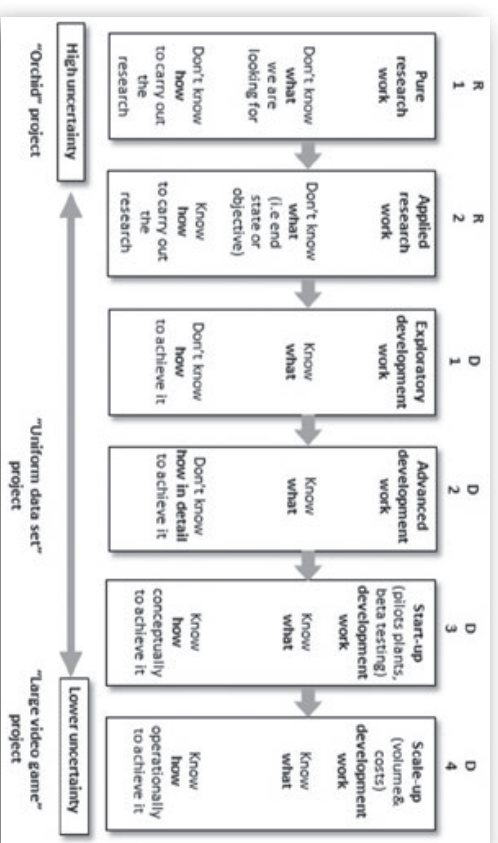 R
1
Pure
research
work
Don't know
what
we are
looking for
Don't know
how
to carry out
the
research
R
2
Applied
research
work
Don't know
what
(i.e end
state or
objective)
Know
how
to carry out
the
research
D
1
Exploratory
development
work
Know
what
Don't know
how
to achieve it
D
2
Advanced
development
work
Know
what
Don't know
how in detail
to achieve it
D
3
Start-up
(pilots plants,
beta testing)
development
work
Know
what
Know
conceptually
how
to achieve it
D
4
Scale-up
(volume&
costs)
development
work
Know
what
Know
operationally
how
to achieve it
High uncertainty
Lower uncertainty
"Orchid" project
"Uniform data set"
project
"Large video game"
project